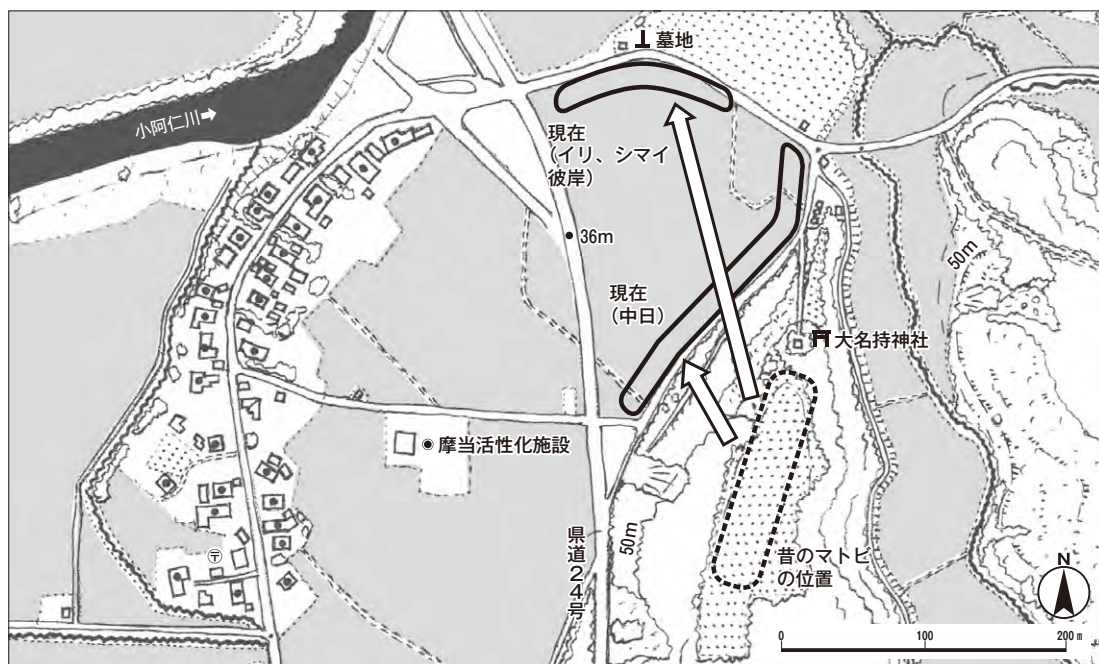 墓地
小阿仁川
現在
(イリ、シマイ
彼岸)
36m
50m
現在
(中日)
大名持神社
摩当活性化施設
県道24号
50m
昔のマトビ
の位置
〒
N
0 100 200 m